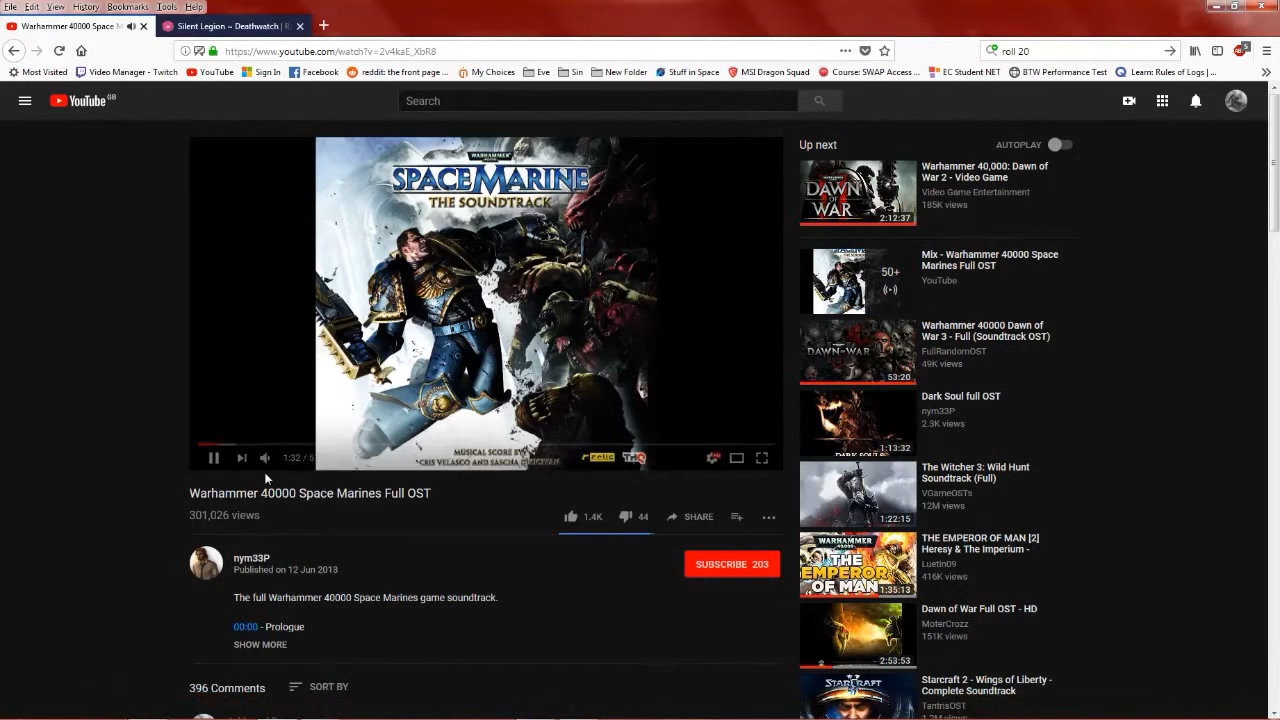 File Edit View History Bookmarks Tools Help
Warhammer 40000 Space M
Silent Legion ~ Deathwatch | R
https://www.youtube.com/watch?v=2v4kaE_XbR8
roll 20
5
Most Visited Video Manager - Twitch YouTube Sign In Facebook reddit: the front page ... My Choices Eve Sin New Folder Stuff in Space MSI Dragon Squad Course: SWAP Access ... EC Student NET BTW Performance Test Learn: Rules of Logs | ...
YouTube GB
Search
WARHAMMER
SPACE MARINE
THE SOUNDTRACK
MUSICAL SCORE BY
CRIS VELASCO AND SASCHA
relic THQ
1:32 /
Warhammer 40000 Space Marines Full OST
301,026 views
1.4K 44 SHARE
nym33P
Published on 12 Jun 2013
SUBSCRIBE 203
The full Warhammer 40000 Space Marines game soundtrack.
00:00 - Prologue
SHOW MORE
396 Comments SORT BY
Up next
AUTOPLAY
DAWN OF WAR
2:12:37
Warhammer 40,000: Dawn of
War 2 - Video Game
Video Game Entertainment
185K views
50+
Mix - Warhammer 40000 Space
Marines Full OST
YouTube
DAWN OF WAR
53:20
Warhammer 40000 Dawn of
War 3 - Full (Soundtrack OST)
FullRandomOST
49K views
DARK SOUL
1:13:32
Dark Soul full OST
nym33P
2.3K views
1:22:15
The Witcher 3: Wild Hunt
Soundtrack (Full)
VGameOSTs
12M views
WARHAMMER
THE
EMPEROR
OF MAN
1:35:13
THE EMPEROR OF MAN [2]
Heresy & The Imperium -
Luetin09
416K views
2:53:53
Dawn of War Full OST - HD
MoterCrozz
151K views
STARCRAFT
Starcraft 2 - Wings of Liberty -
Complete Soundtrack
TantrisOST
1.2M views